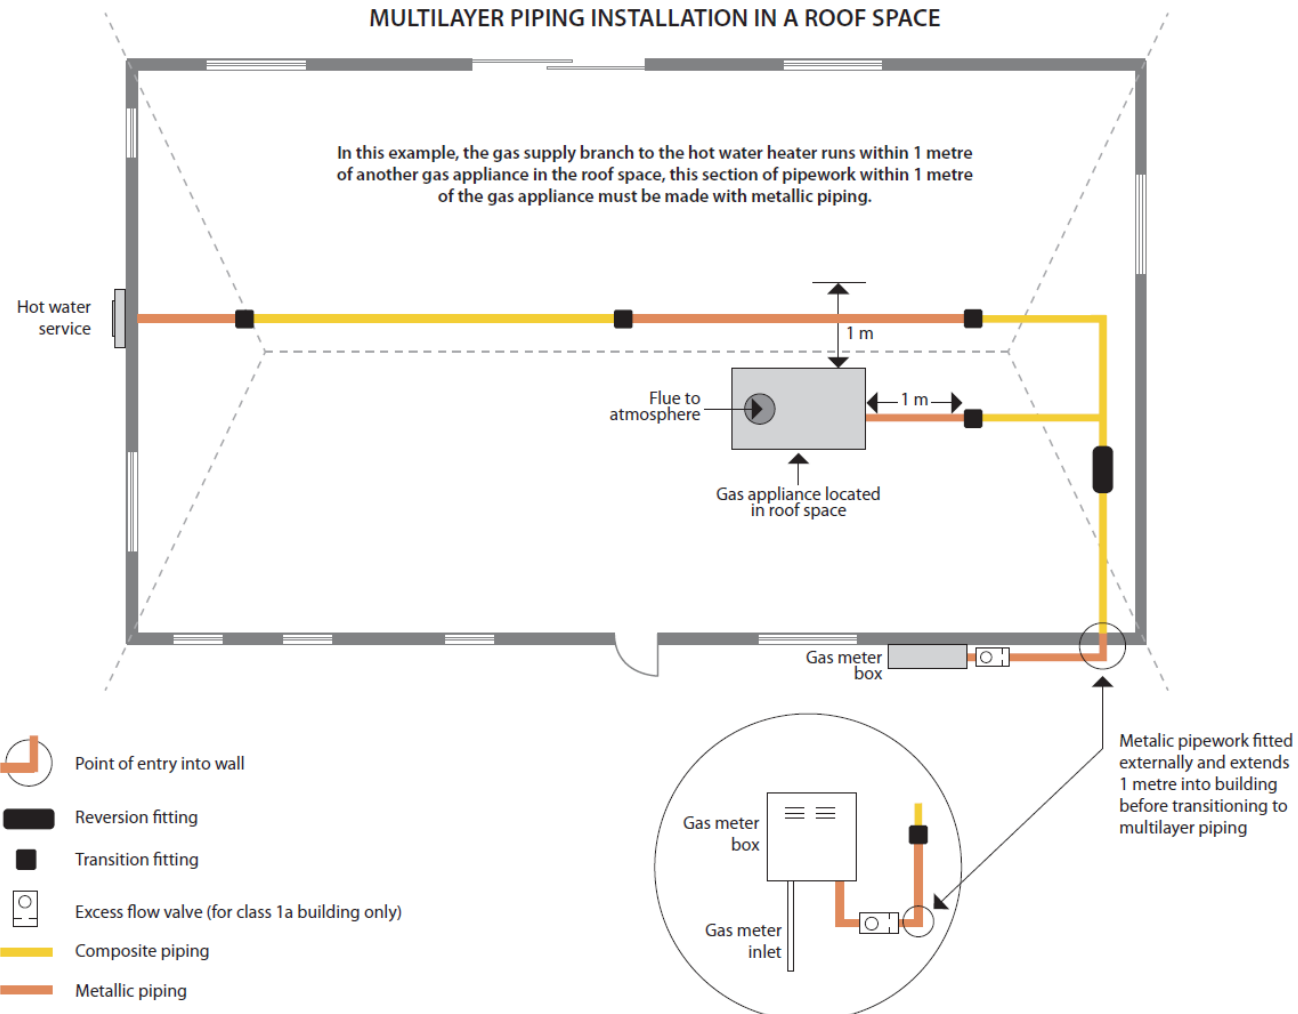 MULTILAYER PIPING INSTALLATION IN A ROOF SPACE
In this example, the gas supply branch to the hot water heater runs within 1 metre
of another gas appliance in the roof space, this section of pipework within 1 metre
of the gas appliance must be made with metallic piping.
Hot water
service
1 m
Flue to
atmosphere
1 m
Gas appliance located
in roof space
Gas meter
box
Metalic pipework fitted
externally and extends
1 metre into building
before transitioning to
multilayer piping
Point of entry into wall
Reversion fitting
Transition fitting
Excess flow valve (for class 1a building only)
Composite piping
Metallic piping
Gas meter
box
Gas meter
inlet